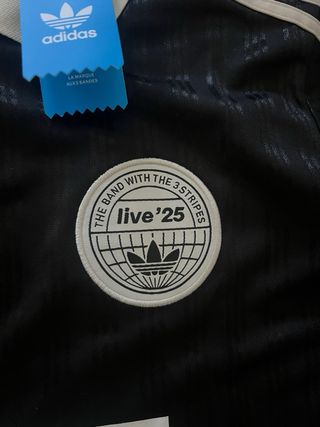 adidas
LA MARQUE
AUX 3 BANDES
THE BAND WITH THE 3 STRIPES
live '25